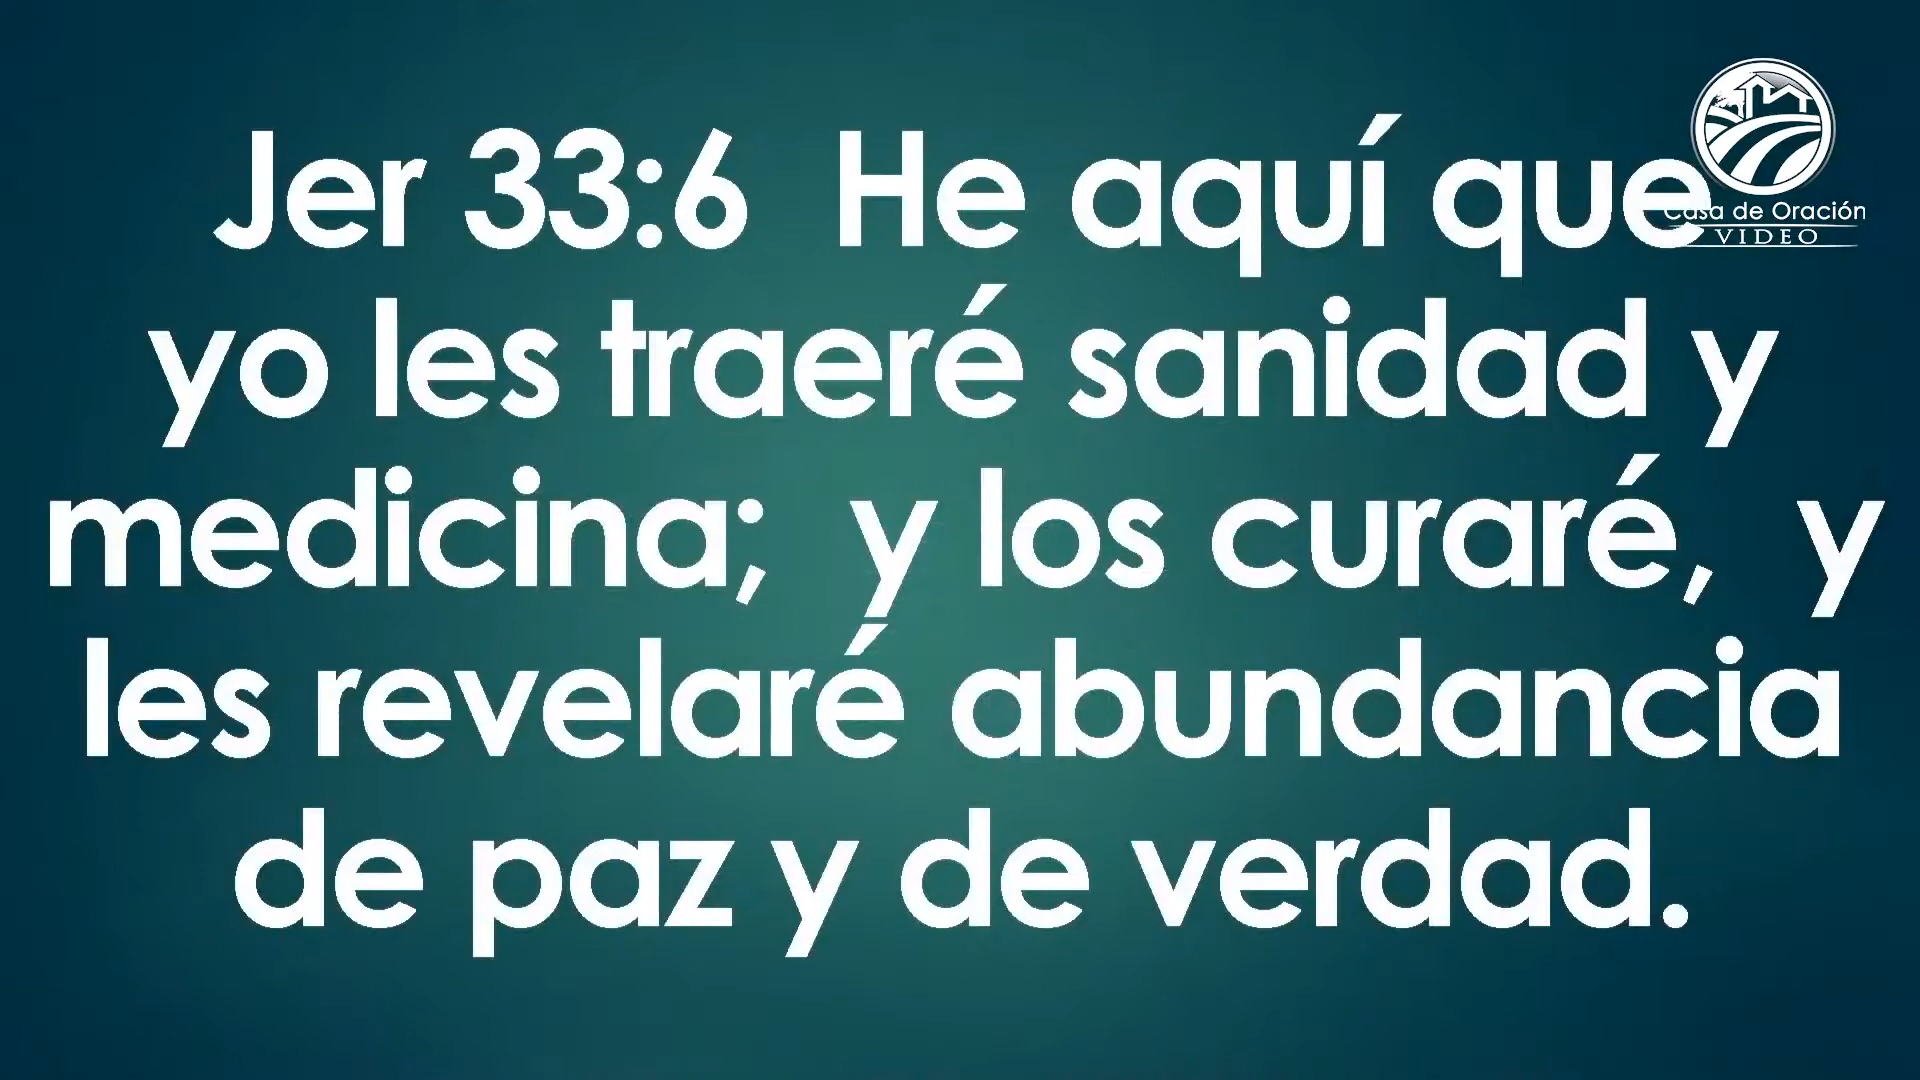 Jer 33:6  He aquí que
yo les traeré sanidad y
medicina;  y los curaré,  y
les revelaré abundancia
de paz y de verdad.
Casa de Oración
VIDEO